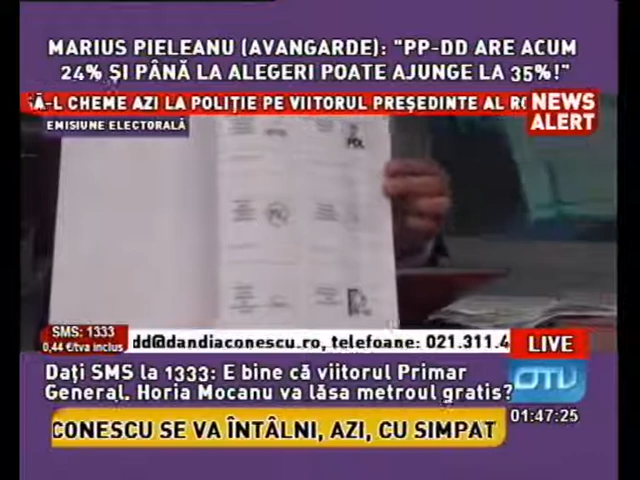 MARIUS PIELEANU (AVANGARDE): "PP-DD ARE ACUM
24% ȘI PÂNĂ LA ALEGERI POATE AJUNGE LA 35%!"
SĂ-L CHEME AZI LA POLIȚIE PE VIITORUL PREȘEDINTE AL RO
NEWS
ALERT
EMISIUNE ELECTORALĂ
PDL
SMS: 1333
0,44 €/tva inclus
dd@dandiaconescu.ro, telefoane: 021.311.4
LIVE
Dați SMS la 1333: E bine că viitorul Primar
General, Horia Mocanu va lăsa metroul gratis?
OTV
01:47:25
CONESCU SE VA ÎNTÂLNI, AZI, CU SIMPAT